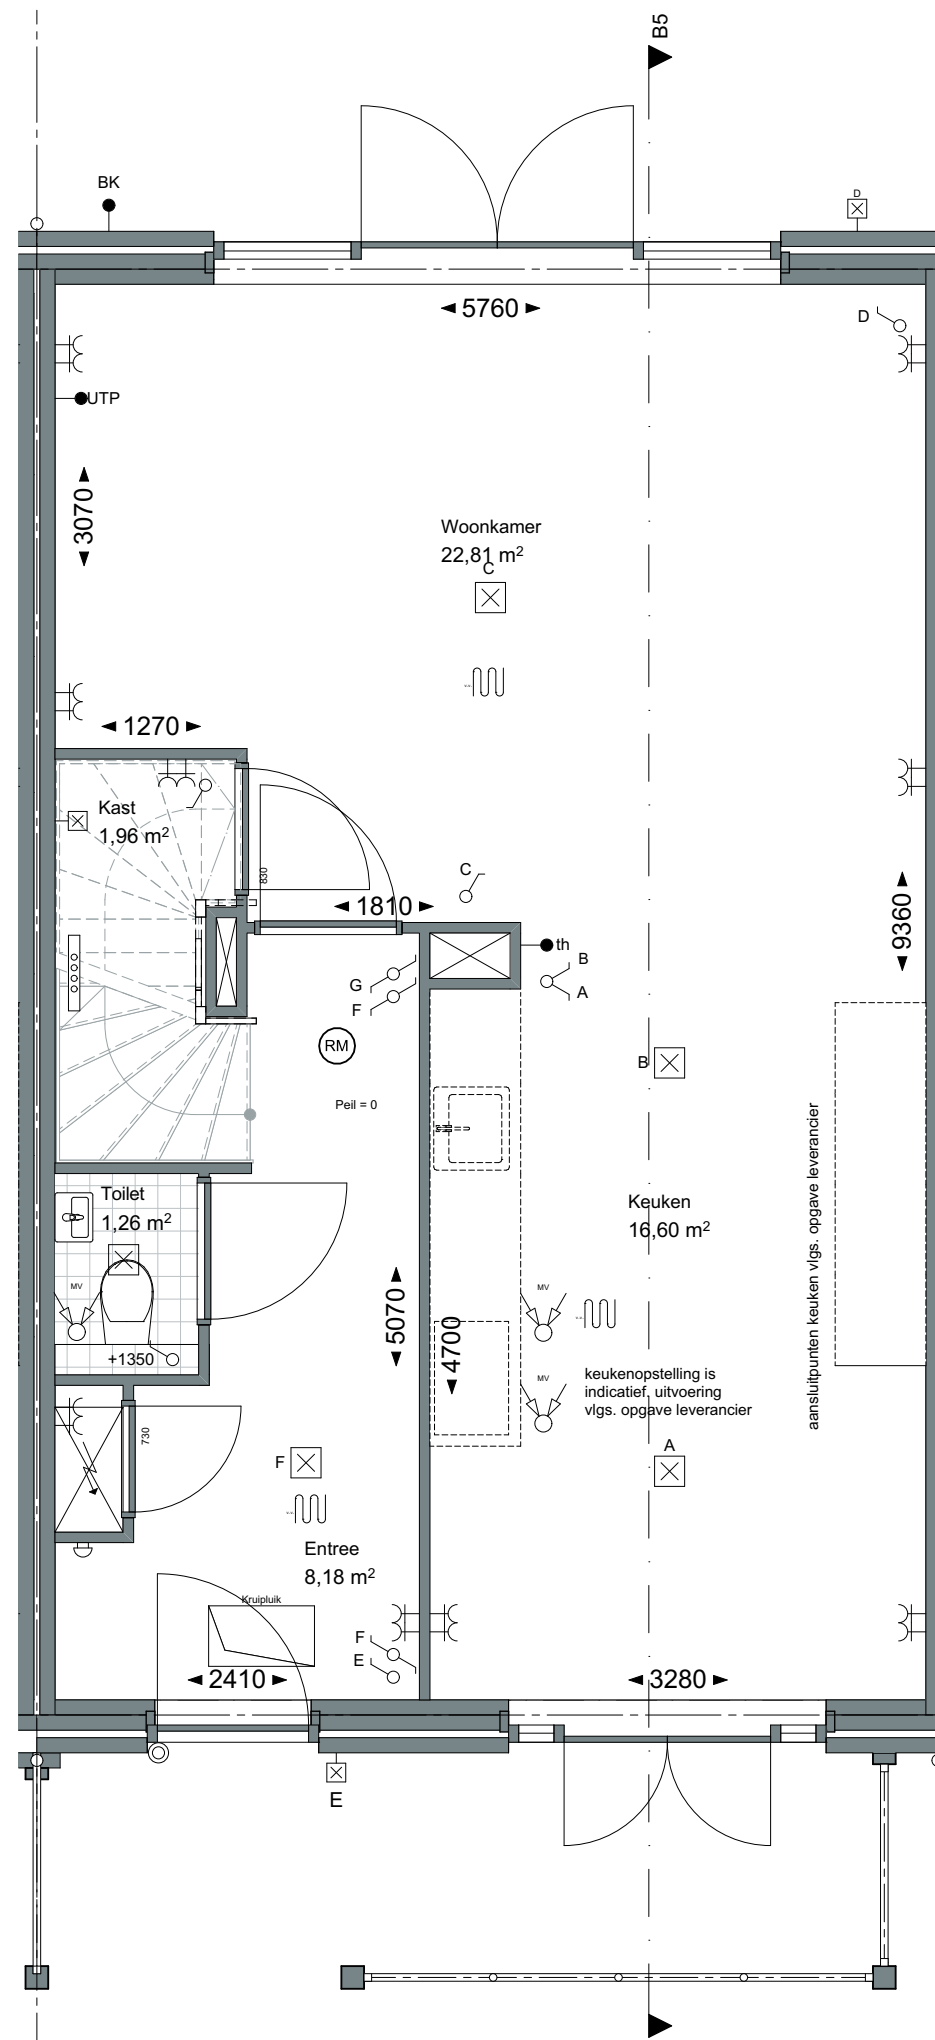 B5
BK
D
5760
D
UTP
3070
Woonkamer
22,81 m²
C
1270
Kast
1,96 m²
830
C
1810
9360
th
B
A
G
F
RM
B
Peil = 0
Toilet
1,26 m²
MV
+1350
Keuken
16,60 m²
aansluitpunten keuken vlgs. opgave leverancier
5070
4700
MV
MV
keukenopstelling is
indicatief, uitvoering
vlgs. opgave leverancier
730
F
A
Entree
8,18 m²
Kruipluik
F
E
2410
3280
E